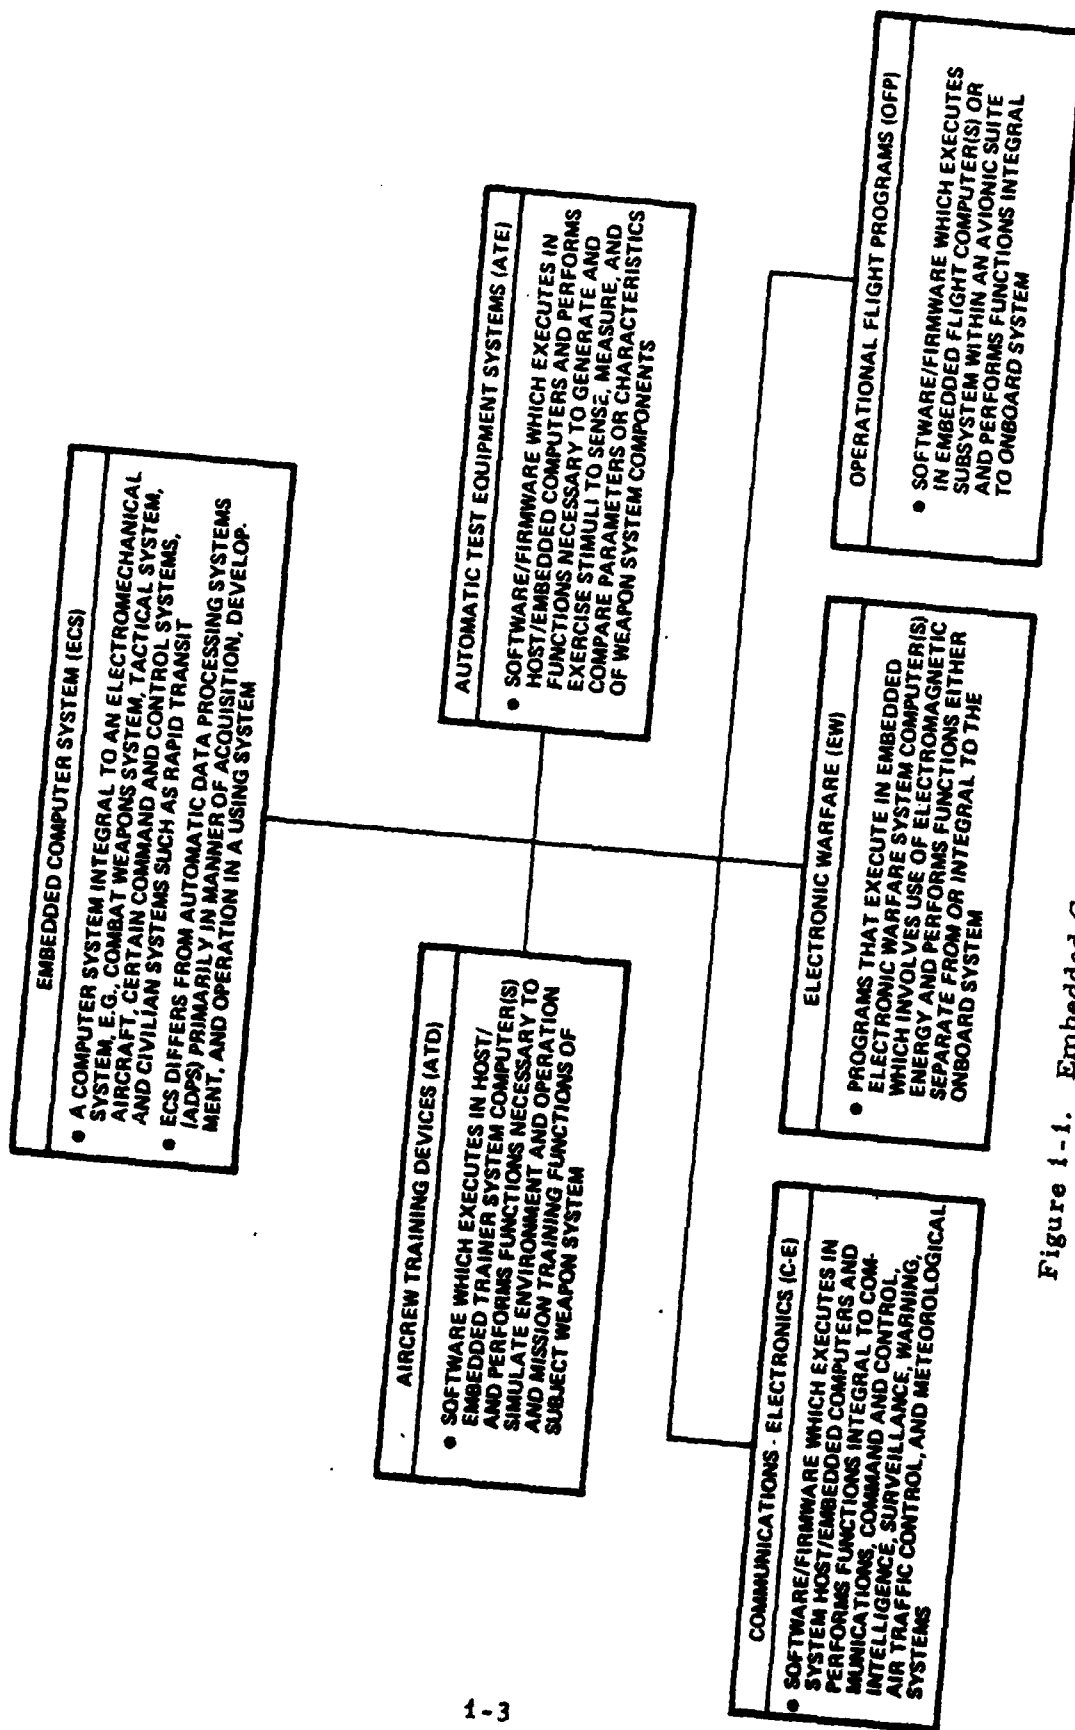 EMBEDDED COMPUTER SYSTEM (ECS)
● A COMPUTER SYSTEM INTEGRAL TO AN ELECTROMECHANICAL
SYSTEM, E.G., COMBAT WEAPONS SYSTEM, TACTICAL SYSTEM,
AIRCRAFT, CERTAIN COMMAND AND CONTROL SYSTEMS,
AND CIVILIAN SYSTEMS SUCH AS RAPID TRANSIT
● ECS DIFFERS FROM AUTOMATIC DATA PROCESSING SYSTEMS
(ADPS) PRIMARILY IN MANNER OF ACQUISITION, DEVELOP-
MENT, AND OPERATION IN A USING SYSTEM
AIRCREW TRAINING DEVICES (ATD)
● SOFTWARE WHICH EXECUTES IN HOST/
EMBEDDED TRAINER SYSTEM COMPUTER(S)
AND PERFORMS FUNCTIONS NECESSARY TO
SIMULATE ENVIRONMENT AND OPERATION
AND MISSION TRAINING FUNCTIONS OF
SUBJECT WEAPON SYSTEM
AUTOMATIC TEST EQUIPMENT SYSTEMS (ATE)
● SOFTWARE/FIRMWARE WHICH EXECUTES IN
HOST/EMBEDDED COMPUTERS AND PERFORMS
FUNCTIONS NECESSARY TO GENERATE AND
EXERCISE STIMULI TO SENSE, MEASURE, AND
COMPARE PARAMETERS OR CHARACTERISTICS
OF WEAPON SYSTEM COMPONENTS
COMMUNICATIONS - ELECTRONICS (C-E)
● SOFTWARE/FIRMWARE WHICH EXECUTES IN
SYSTEM HOST/EMBEDDED COMPUTERS AND
PERFORMS FUNCTIONS INTEGRAL TO COM-
MUNICATIONS, COMMAND AND CONTROL,
INTELLIGENCE, SURVEILLANCE, WARNING,
AIR TRAFFIC CONTROL, AND METEOROLOGICAL
SYSTEMS
ELECTRONIC WARFARE (EW)
● PROGRAMS THAT EXECUTE IN EMBEDDED
ELECTRONIC WARFARE SYSTEM COMPUTER(S)
WHICH INVOLVES USE OF ELECTROMAGNETIC
ENERGY AND PERFORMS FUNCTIONS EITHER
SEPARATE FROM OR INTEGRAL TO THE
ONBOARD SYSTEM
OPERATIONAL FLIGHT PROGRAMS (OFP)
● SOFTWARE/FIRMWARE WHICH EXECUTES
IN EMBEDDED FLIGHT COMPUTER(S) OR
SUBSYSTEM WITHIN AN AVIONIC SUITE
AND PERFORMS FUNCTIONS INTEGRAL
TO ONBOARD SYSTEM
Figure 1-1. Embedded
1-3